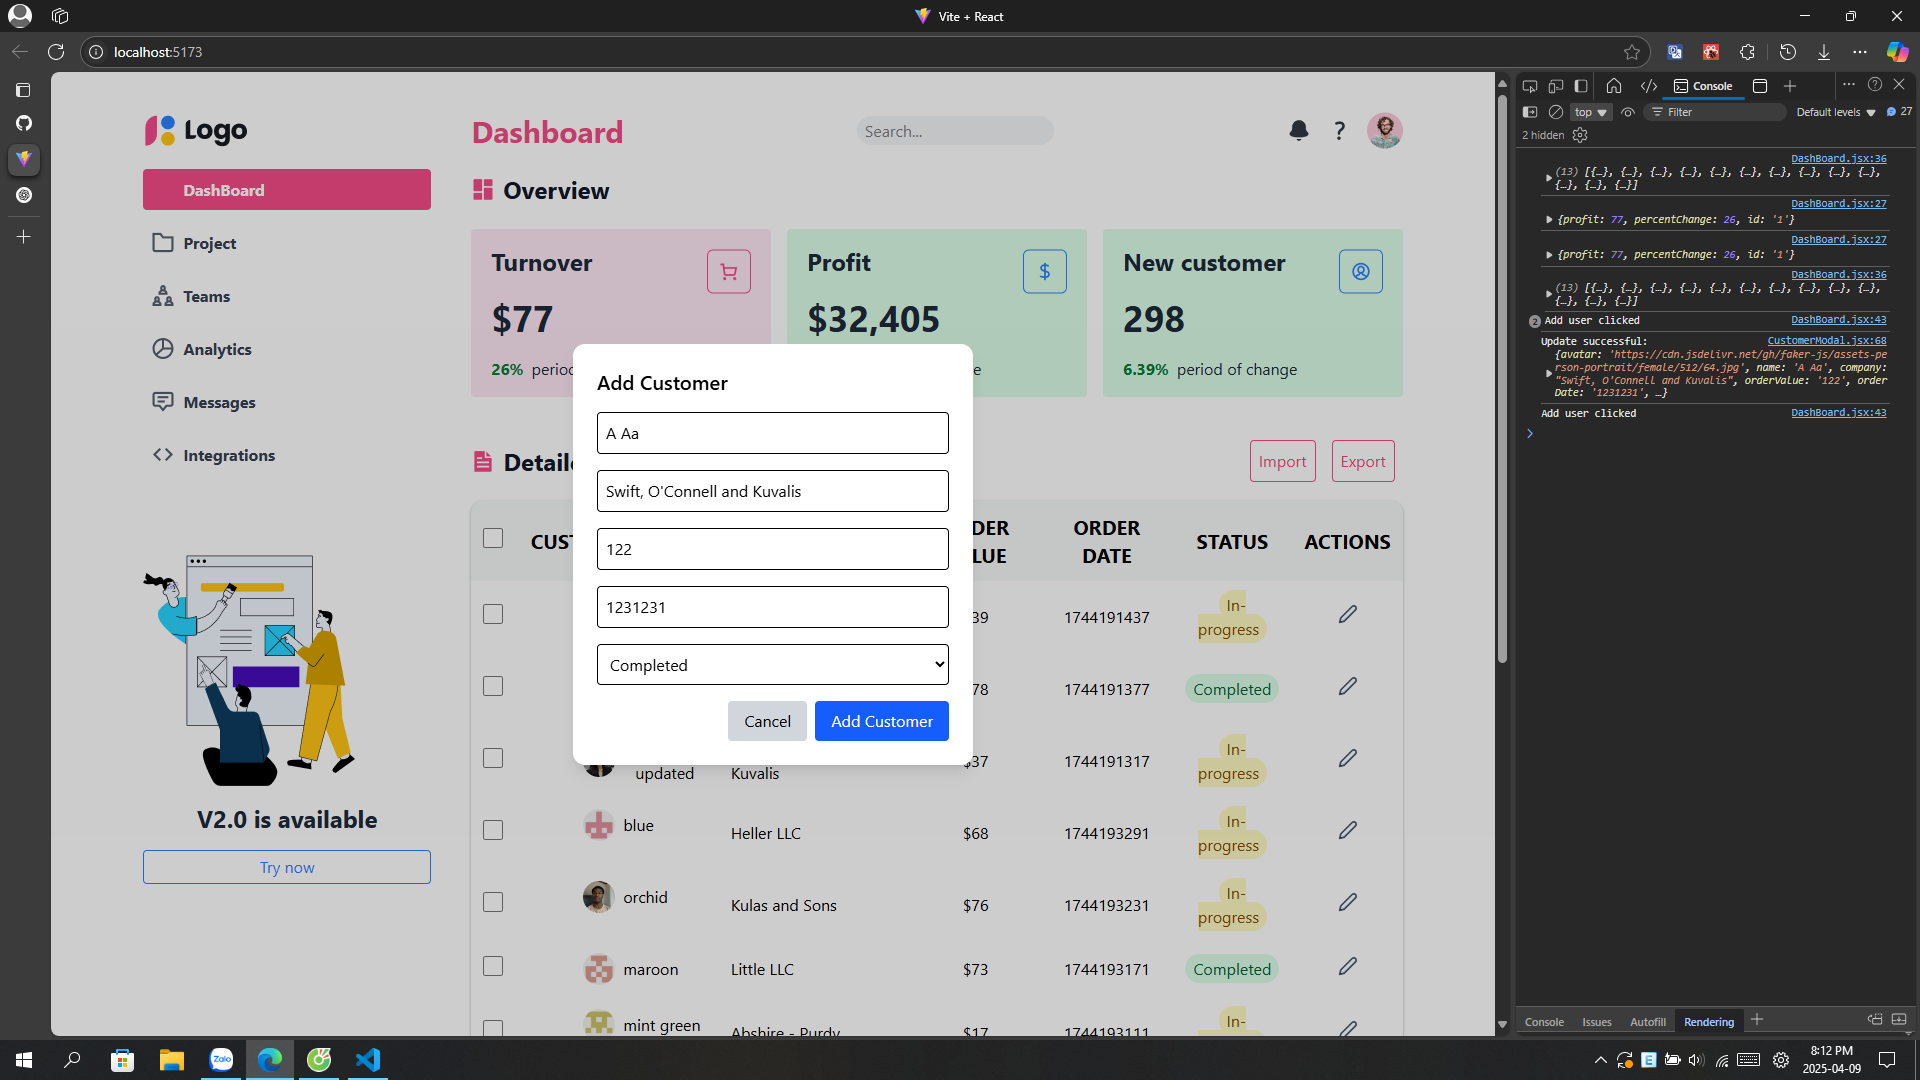 Vite + React
localhost:5173
Logo
DashBoard
Project
Teams
Analytics
Messages
Integrations
V2.0 is available
Try now
Dashboard
Search...
?
Overview
Turnover
$77
26% period
Profit
$
$32,405
e
New customer
298
6.39% period of change
Import
Export
ORDER DATE
STATUS
ACTIONS
39 1744191437 In-progress
78 1744191377 Completed
updated Kuvalis $37 1744191317 In-progress
blue Heller LLC $68 1744193291 In-progress
orchid Kulas and Sons $76 1744193231 In-progress
maroon Little LLC $73 1744193171 Completed
mint green Abshire - Purdy $17 1744193111 In-
Add Customer
A Aa
Swift, O'Connell and Kuvalis
122
1231231
Completed
Cancel
Add Customer
Console
top
Filter
Default levels
27
2 hidden
DashBoard.jsx:36
(13) [{…}, {…}, {…}, {…}, {…}, {…}, {…}, {…}, {…}, {…},
{…}, {…}, {…}]
DashBoard.jsx:27
{profit: 77, percentChange: 26, id: '1'}
DashBoard.jsx:27
{profit: 77, percentChange: 26, id: '1'}
DashBoard.jsx:36
(13) [{…}, {…}, {…}, {…}, {…}, {…}, {…}, {…}, {…}, {…},
{…}, {…}, {…}]
2 Add user clicked DashBoard.jsx:43
Update successful: CustomerModal.jsx:68
{avatar: 'https://cdn.jsdelivr.net/gh/faker-js/assets-pe
rson-portrait/female/512/64.jpg', name: 'A Aa', company:
"Swift, O'Connell and Kuvalis", orderValue: '122', order
Date: '1231231', …}
Add user clicked DashBoard.jsx:43
Console Issues Autofill Rendering
Zalo
E
8:12 PM
2025-04-09